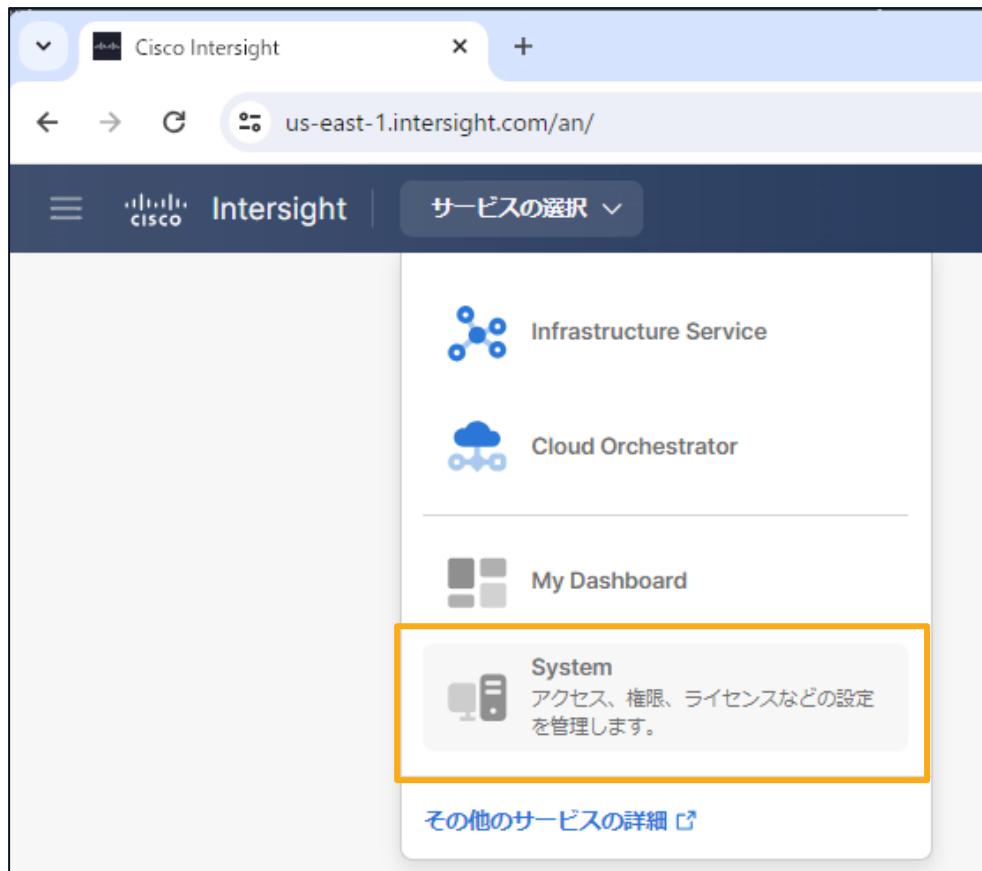 Cisco Intersight
us-east-1.intersight.com/an/
cisco Intersight サービスの選択
Infrastructure Service
Cloud Orchestrator
My Dashboard
System
アクセス、権限、ライセンスなどの設定
を管理します。
その他のサービスの詳細